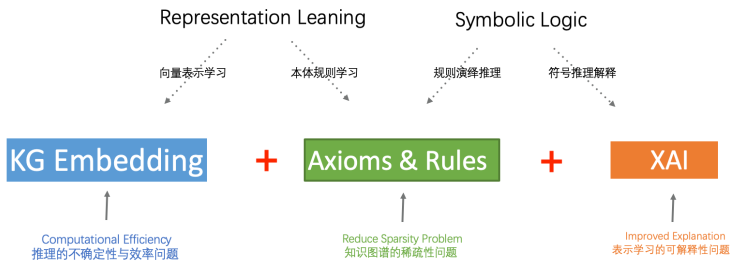 Representation Leaning
Symbolic Logic
向量表示学习
本体规则学习
规则演绎推理
符号推理解释
KG Embedding
+
Axioms & Rules
+
XAI
Computational Efficiency
推理的不确定性与效率问题
Reduce Sparsity Problem
知识图谱的稀疏性问题
Improved Explanation
表示学习的可解释性问题